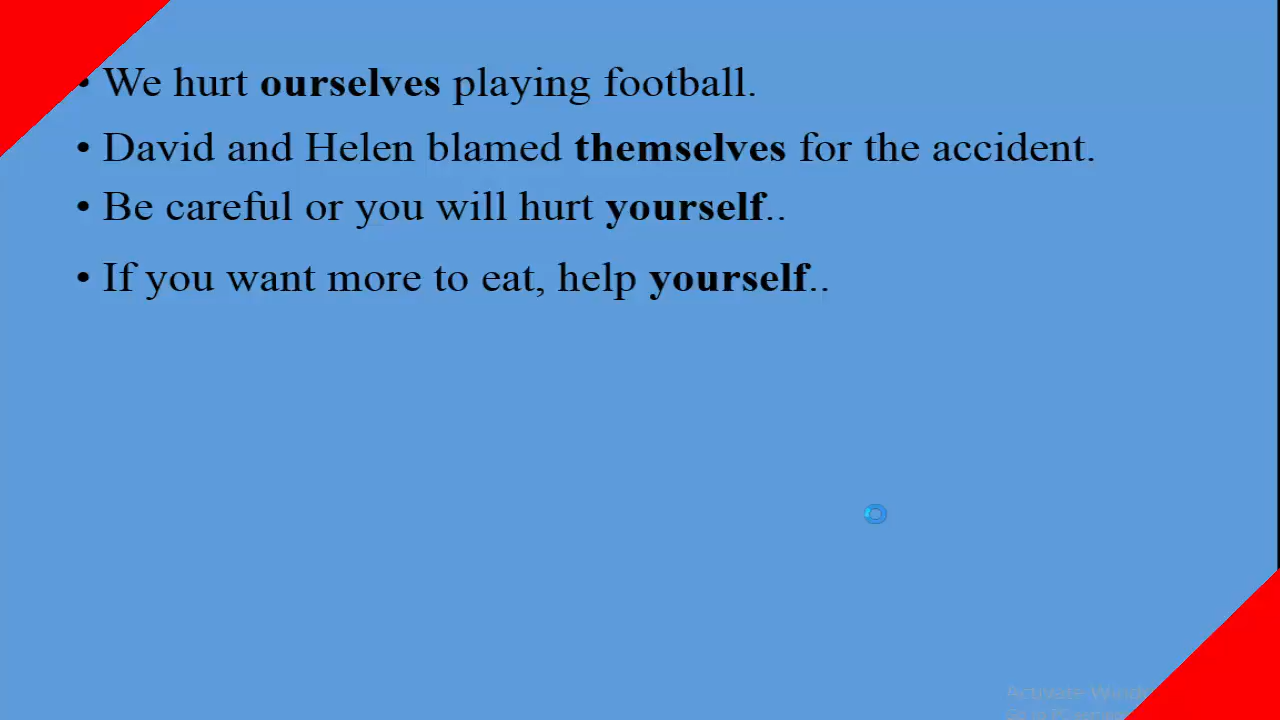 • We hurt ourselves playing football.
• David and Helen blamed themselves for the accident.
• Be careful or you will hurt yourself..
• If you want more to eat, help yourself..
Activate